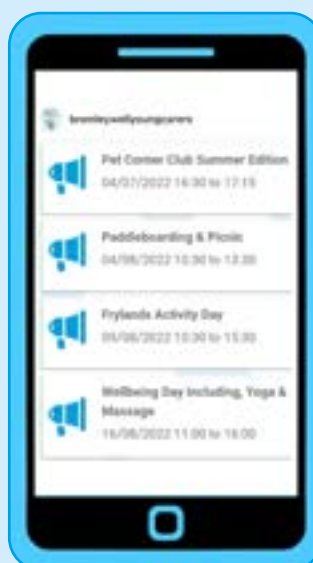 bromleywellyoungcarers
Pet Corner Club Summer Edition
04/07/2022 16:30 to 17:15
Paddleboarding & Picnic
04/08/2022 10:30 to 13:30
Frylands Activity Day
09/08/2022 10:30 to 15:30
Wellbeing Day Including, Yoga &
Massage
16/08/2022 11:00 to 16:00